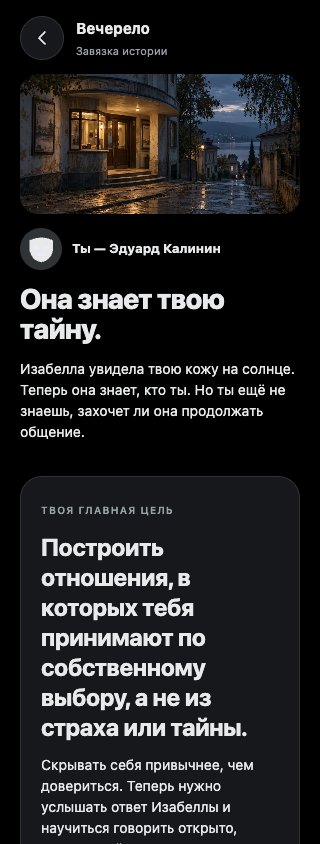 Вечерело
Завязка истории
Ты — Эдуард Калинин
Она знает твою
тайну.
Изабелла увидела твою кожу на солнце.
Теперь она знает, кто ты. Но ты ещё не
знаешь, захочет ли она продолжать
общение.
ТВОЯ ГЛАВНАЯ ЦЕЛЬ
Построить
отношения, в
которых тебя
принимают по
собственному
выбору, а не из
страха или тайны.
Скрывать себя привычнее, чем
довериться. Теперь нужно
услышать ответ Изабеллы и
научиться говорить открыто,